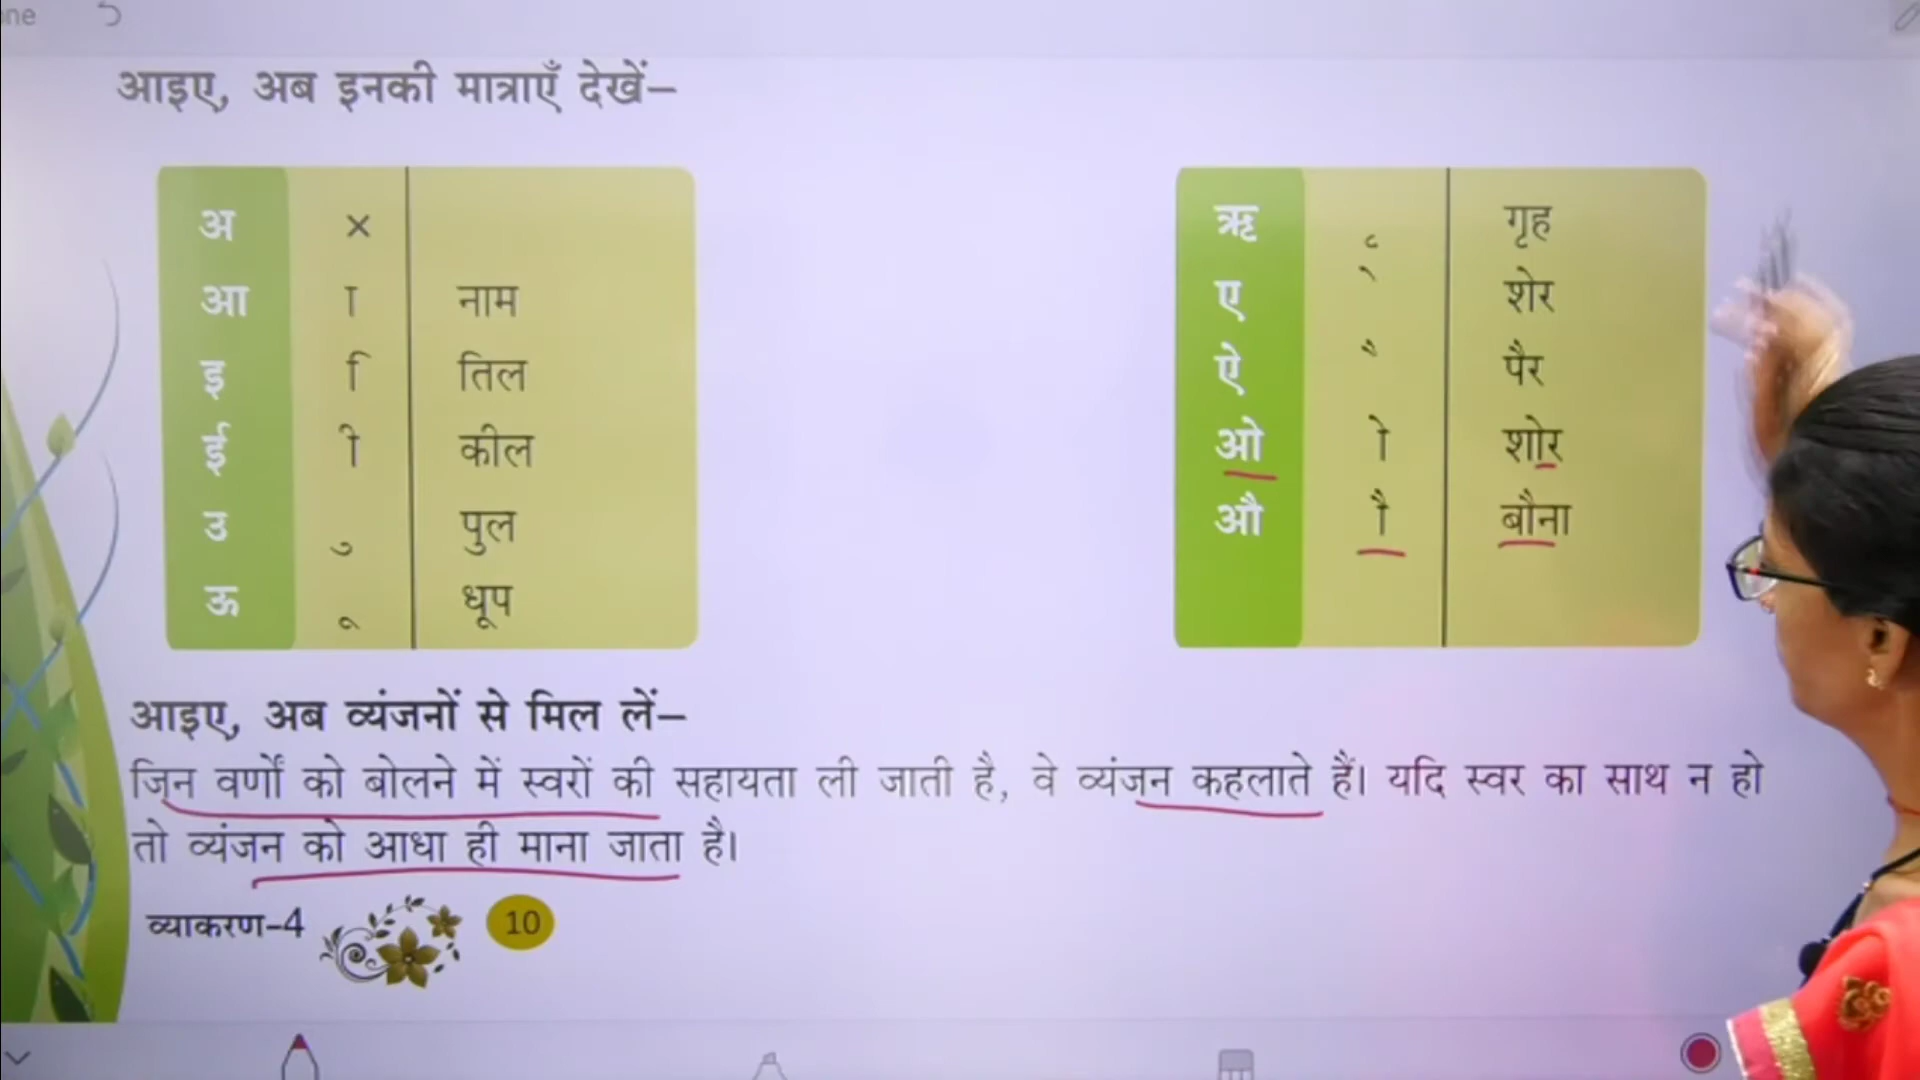 आइए, अब इनकी मात्राएँ देखें–
अ ×
आ ा नाम
इ ि तिल
ई ी कील
उ ु पुल
ऊ ू धूप
ऋ ृ गृह
ए े शेर
ऐ ै पैर
ओ ो शोर
औ ौ बौना
आइए, अब व्यंजनों से मिल लें–
जिन वर्णों को बोलने में स्वरों की सहायता ली जाती है, वे व्यंजन कहलाते हैं। यदि स्वर का साथ न हो
तो व्यंजन को आधा ही माना जाता है।
व्याकरण-4 10